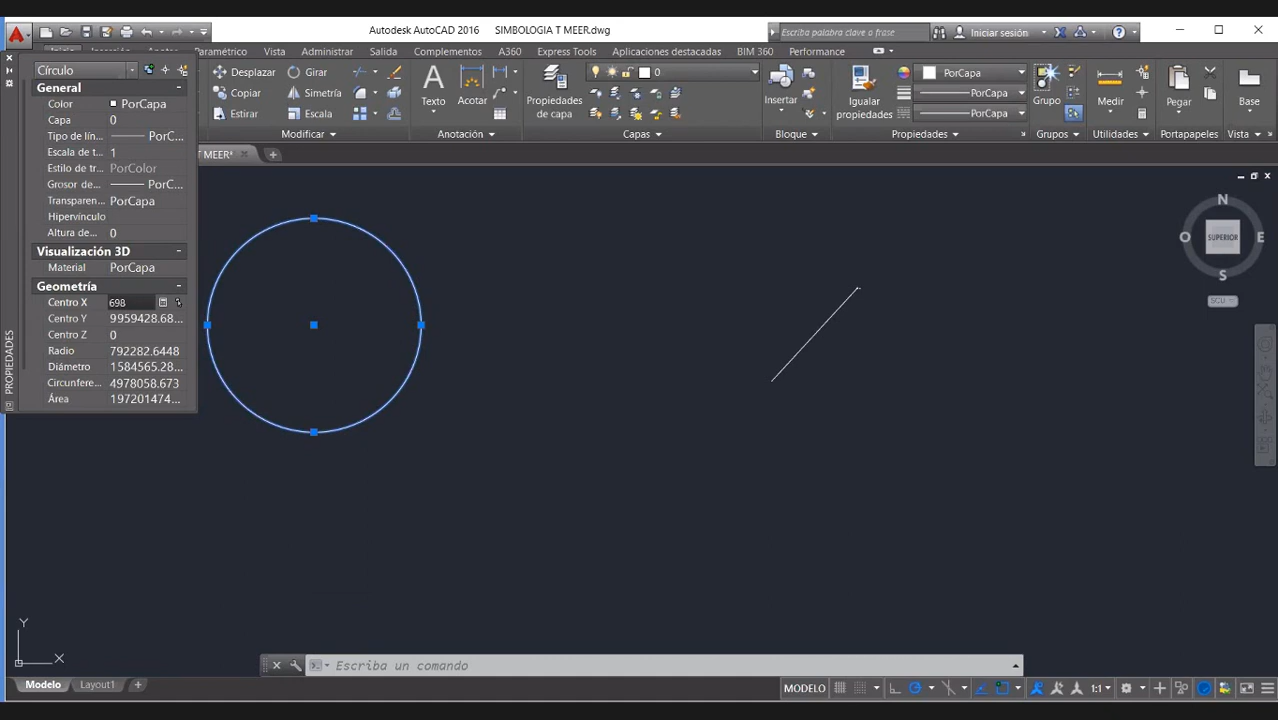 Autodesk AutoCAD 2016 SIMBOLOGIA T MEER.dwg
Escriba palabra clave o frase
Iniciar sesión
Paramétrico Vista Administrar Salida Complementos A360 Express Tools Aplicaciones destacadas BIM 360 Performance
Círculo
Desplazar Girar
Copiar Simetría
Estirar Escala
Modificar
Texto Acotar
Anotación
Propiedades
de capa
0
Capas
Insertar
Bloque
Igualar
propiedades
PorCapa
PorCapa
PorCapa
Propiedades
Grupo
Grupos
Medir
Utilidades
Pegar
Portapapeles
Base
Vista
T MEER*
General
Color PorCapa
Capa 0
Tipo de lín... PorC...
Escala de t... 1
Estilo de tr... PorColor
Grosor de... PorC...
Transparen... PorCapa
Hipervínculo
Altura de... 0
Visualización 3D
Material PorCapa
Geometría
Centro X 698
Centro Y 9959428.68...
Centro Z 0
Radio 792282.6448
Diámetro 1584565.28...
Circunfere... 4978058.673
Área 197201474...
PROPIEDADES
N
O SUPERIOR E
S
SCU
Y
X
Escriba un comando
Modelo Layout1
MODELO 1:1